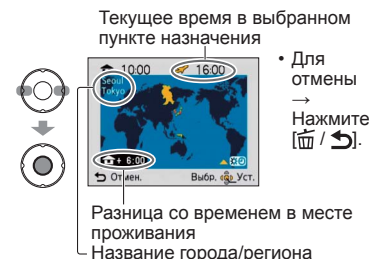 Текущее время в выбранном
пункте назначения
10:00 16:00
Seoul
Tokyo
+ 6:00
Отмен. Выбр. Уст.
• Для
отмены
→
Нажмите
[ / ].
Разница со временем в месте
проживания
Название города/региона